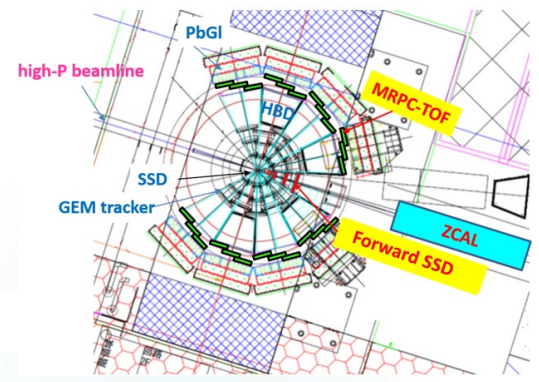 PbGl
high-P beamline
HBD
MRPC-TOF
SSD
GEM tracker
ZCAL
Forward SSD